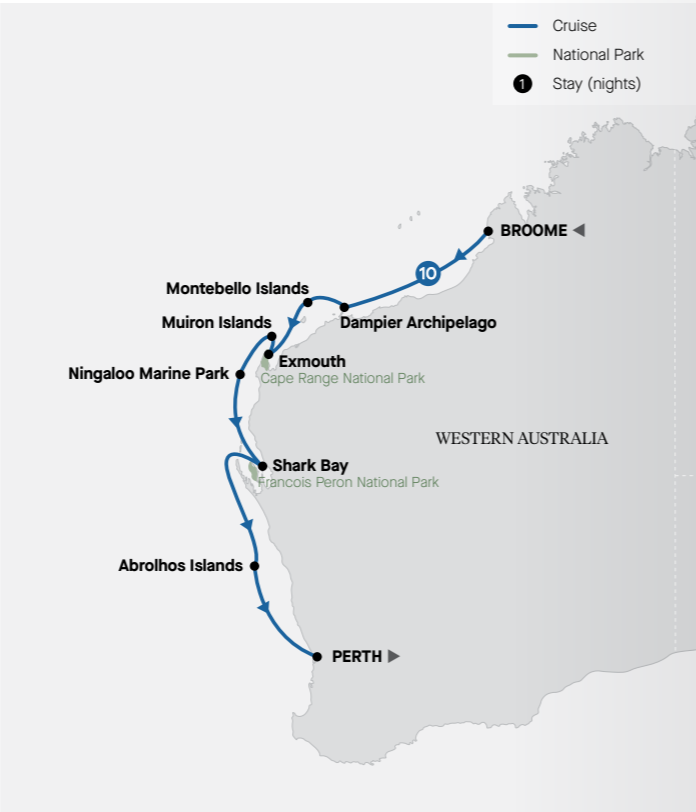 Cruise
National Park
1 Stay (nights)
BROOME
10
Montebello Islands
Dampier Archipelago
Muiron Islands
Exmouth
Ningaloo Marine Park
Cape Range National Park
WESTERN AUSTRALIA
Shark Bay
Francois Peron National Park
Abrolhos Islands
PERTH